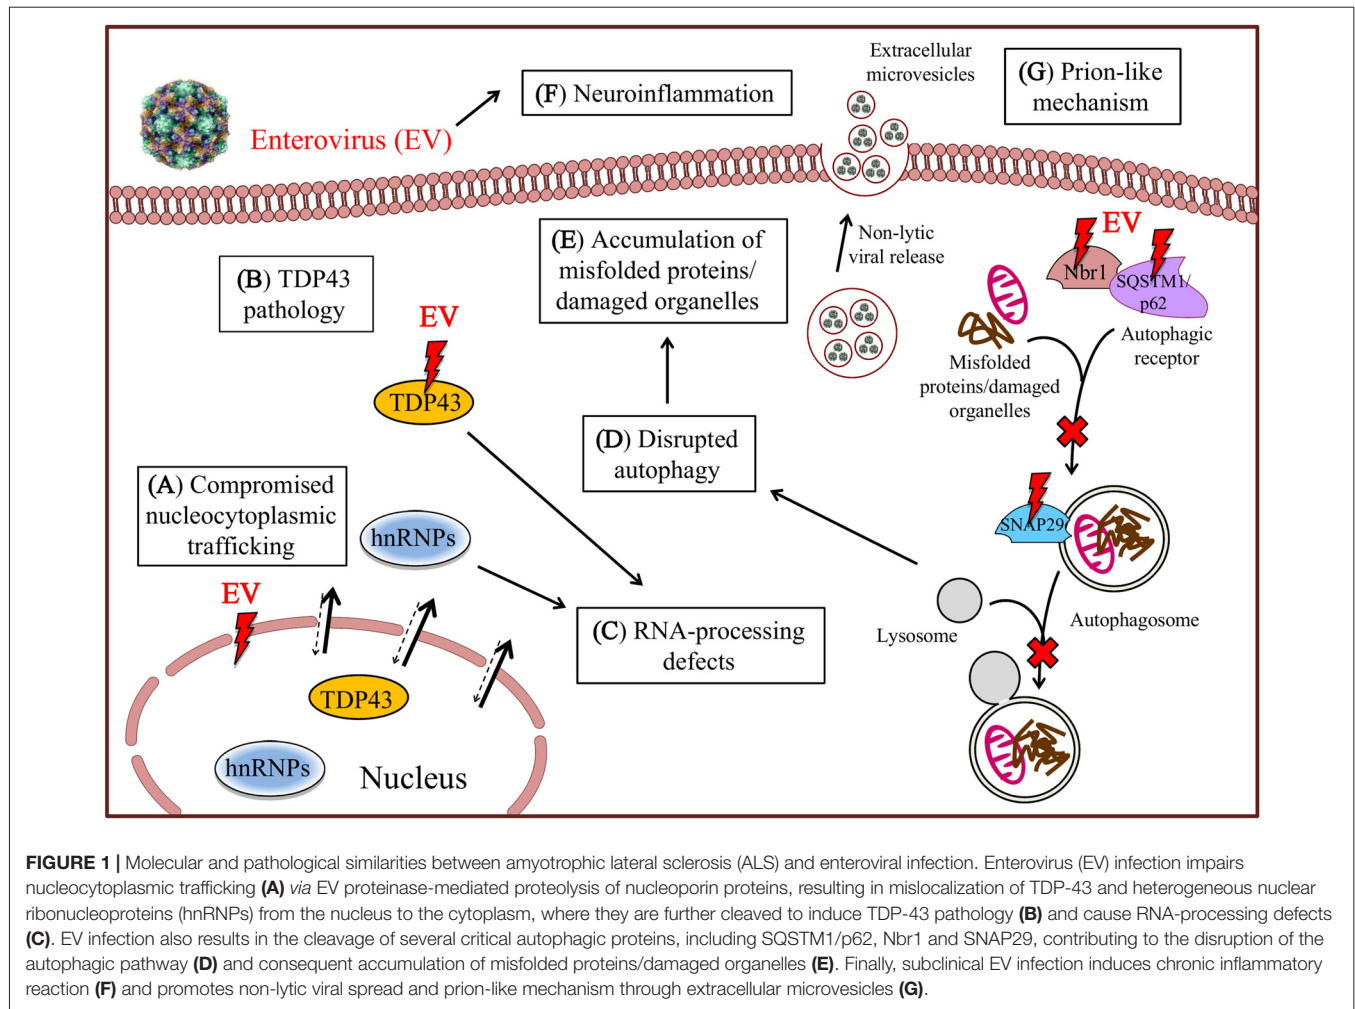 Extracellular
microvesicles
(G) Prion-like
mechanism
(F) Neuroinflammation
Enterovirus (EV)
(E) Accumulation of
misfolded proteins/
damaged organelles
Non-lytic
viral release
EV
Nbr1
SQSTM1/
p62
Autophagic
receptor
(B) TDP43
pathology
EV
TDP43
Misfolded
proteins/damaged
organelles
(D) Disrupted
autophagy
(A) Compromised
nucleocytoplasmic
trafficking
hnRNPs
SNAP29
EV
(C) RNA-processing
defects
Lysosome
Autophagosome
TDP43
hnRNPs
Nucleus
FIGURE 1 | Molecular and pathological similarities between amyotrophic lateral sclerosis (ALS) and enteroviral infection. Enterovirus (EV) infection impairs
nucleocytoplasmic trafficking (A) via EV proteinase-mediated proteolysis of nucleoporin proteins, resulting in mislocalization of TDP-43 and heterogeneous nuclear
ribonucleoproteins (hnRNPs) from the nucleus to the cytoplasm, where they are further cleaved to induce TDP-43 pathology (B) and cause RNA-processing defects
(C). EV infection also results in the cleavage of several critical autophagic proteins, including SQSTM1/p62, Nbr1 and SNAP29, contributing to the disruption of the
autophagic pathway (D) and consequent accumulation of misfolded proteins/damaged organelles (E). Finally, subclinical EV infection induces chronic inflammatory
reaction (F) and promotes non-lytic viral spread and prion-like mechanism through extracellular microvesicles (G).